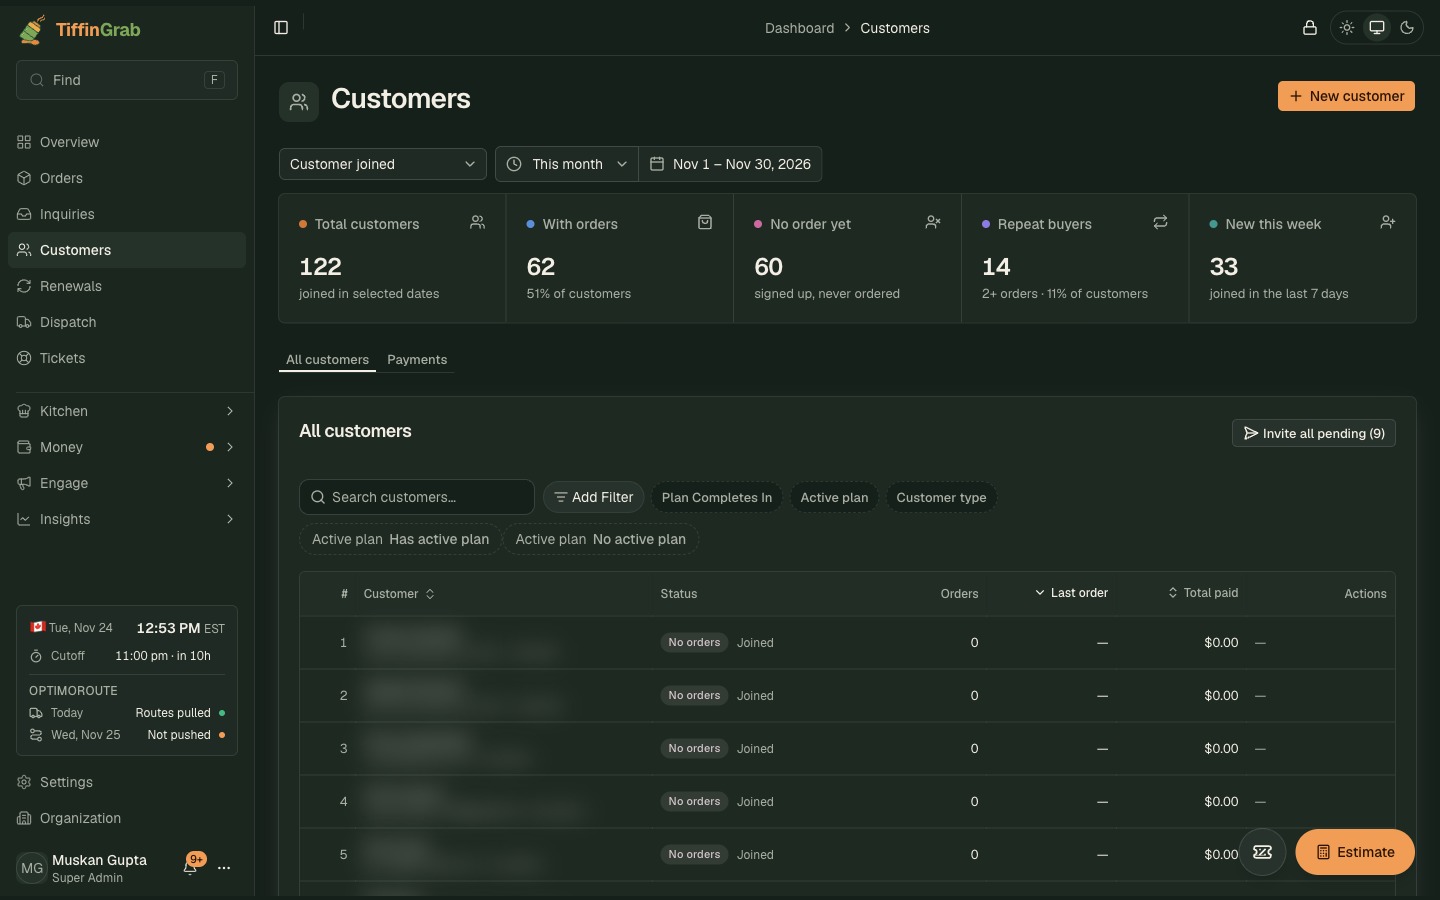 TiffinGrab
Find F
Overview
Orders
Inquiries
Customers
Renewals
Dispatch
Tickets
Kitchen
Money
Engage
Insights
Tue, Nov 24 12:53 PM EST
Cutoff 11:00 pm · in 10h
OPTIMOROUTE
Today Routes pulled
Wed, Nov 25 Not pushed
Settings
Organization
MG Muskan Gupta
Super Admin
9+
Dashboard > Customers
Customers
New customer
Customer joined
This month
Nov 1 – Nov 30, 2026
Total customers
122
joined in selected dates
With orders
62
51% of customers
No order yet
60
signed up, never ordered
Repeat buyers
14
2+ orders · 11% of customers
New this week
33
joined in the last 7 days
All customers Payments
All customers
Invite all pending (9)
Search customers...
Add Filter
Plan Completes In
Active plan
Customer type
Active plan Has active plan
Active plan No active plan
# Customer Status Orders Last order Total paid Actions
1 No orders Joined 0 — $0.00 —
2 No orders Joined 0 — $0.00 —
3 No orders Joined 0 — $0.00 —
4 No orders Joined 0 — $0.00 —
5 No orders Joined 0 — $0.00
Estimate